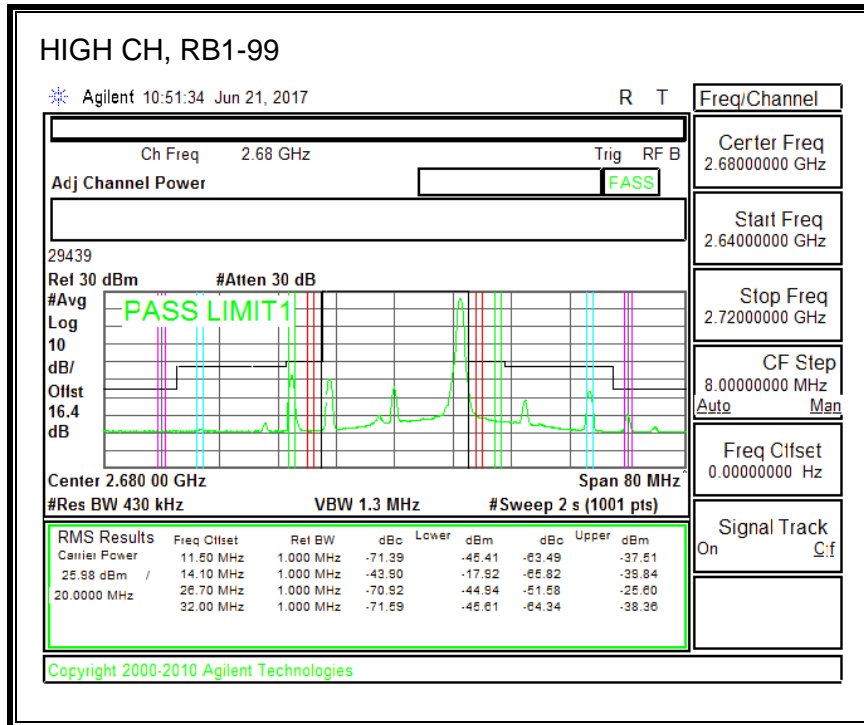 HIGH CH, RB1-99
Agilent 10:51:34 Jun 21, 2017 R T
Freq/Channel
Ch Freq 2.68 GHz Trig RF B
Adj Channel Power PASS
Center Freq
2.68000000 GHz
Start Freq
2.64000000 GHz
29439
Ref 30 dBm #Atten 30 dB
#Avg
Log
10
dB/
Offst
16.4
dB
PASS LIMIT1
Stop Freq
2.72000000 GHz
CF Step
8.00000000 MHz
Auto Man
Freq Offset
0.00000000 Hz
Center 2.680 00 GHz Span 80 MHz
#Res BW 430 kHz VBW 1.3 MHz #Sweep 2 s (1001 pts)
Signal Track
On Off
RMS Results Freq Offset Ref BW dBc Lower dBm dBc Upper dBm
Carrier Power 11.50 MHz 1.000 MHz -71.39 -45.41 -63.49 -37.51
25.98 dBm / 14.10 MHz 1.000 MHz -43.90 -17.92 -65.82 -39.84
20.0000 MHz 26.70 MHz 1.000 MHz -70.92 -44.94 -51.58 -25.60
32.00 MHz 1.000 MHz -71.59 -45.61 -64.34 -38.36
Copyright 2000-2010 Agilent Technologies